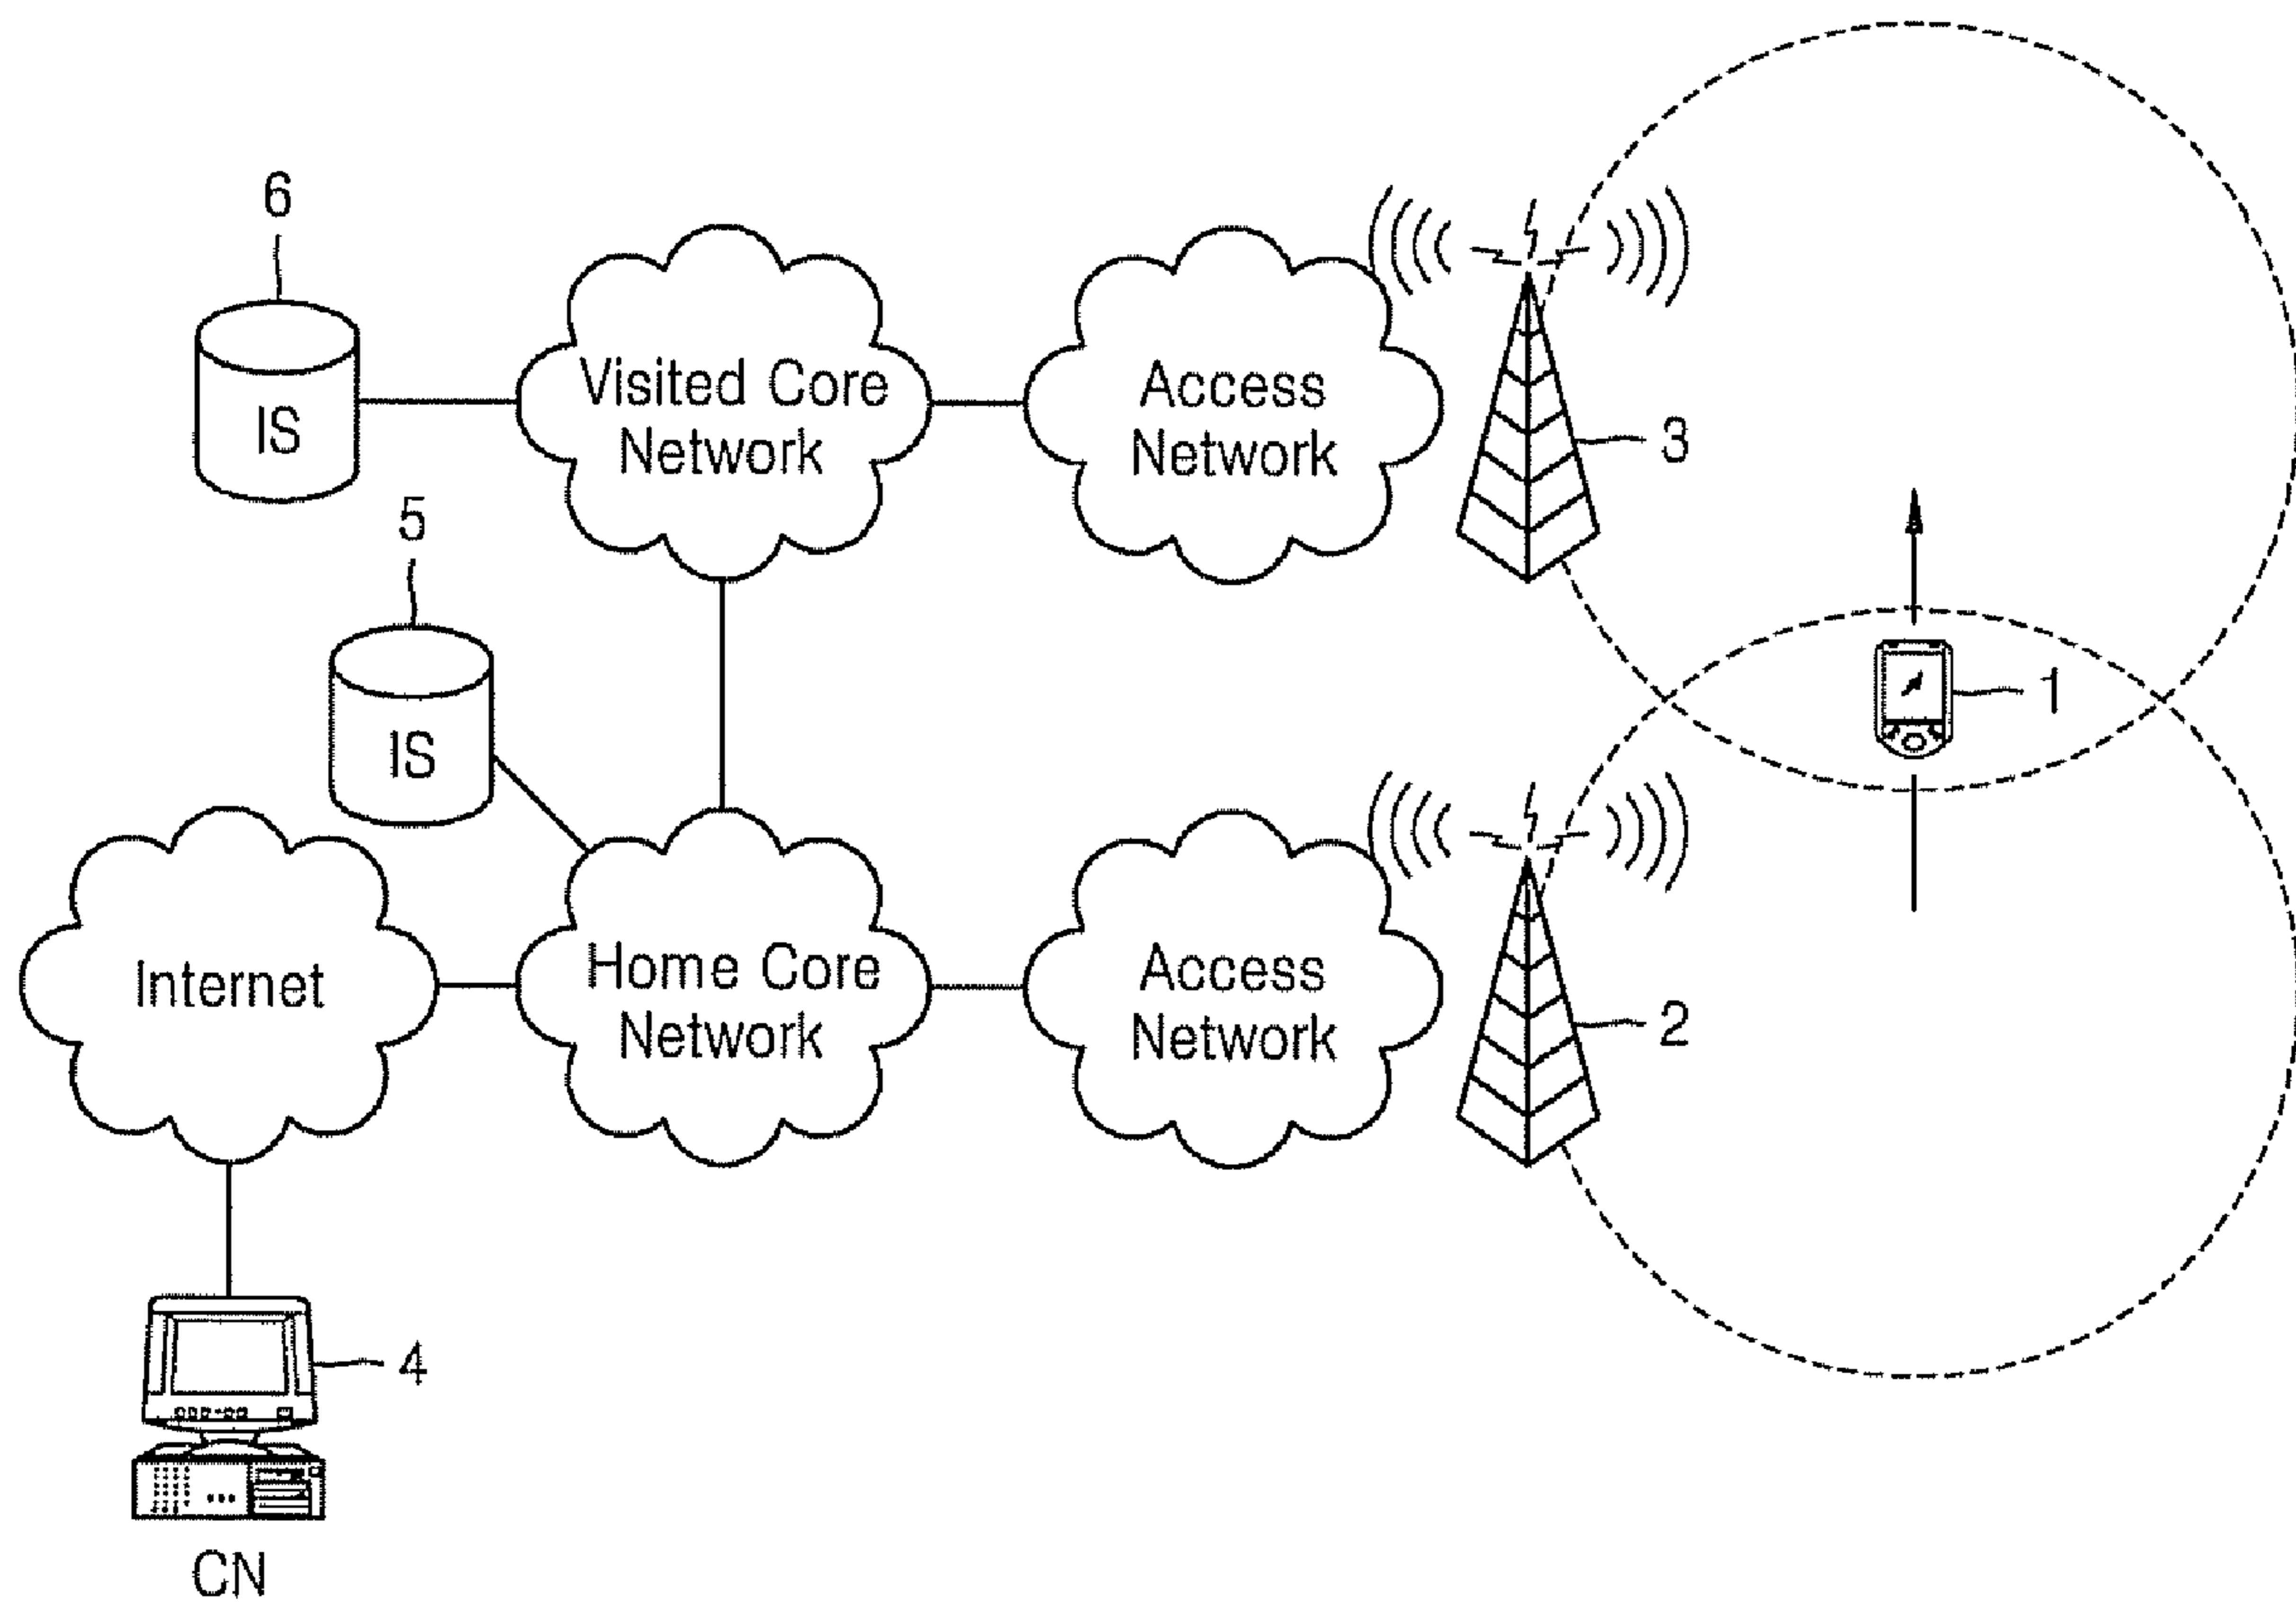 6
IS
Visited Core
Network
Access
Network
3
5
IS
1
Internet
Home Core
Network
Access
Network
2
4
CN